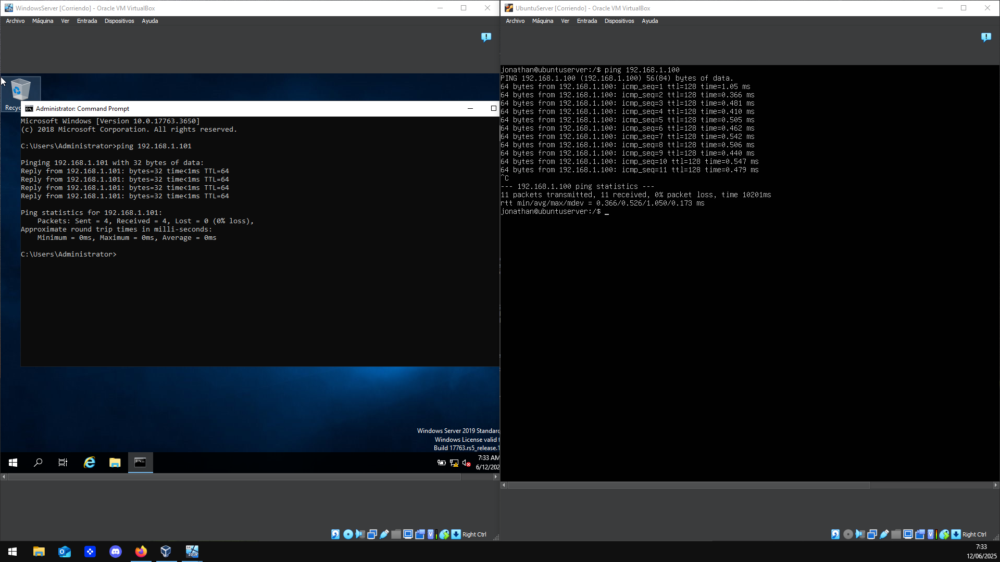 WindowsServer [Corriendo] - Oracle VM VirtualBox
Archivo Máquina Ver Entrada Dispositivos Ayuda
Recyc
Administrator: Command Prompt
Microsoft Windows [Version 10.0.17763.3650]
(c) 2018 Microsoft Corporation. All rights reserved.
C:\Users\Administrator>ping 192.168.1.101
Pinging 192.168.1.101 with 32 bytes of data:
Reply from 192.168.1.101: bytes=32 time<1ms TTL=64
Reply from 192.168.1.101: bytes=32 time<1ms TTL=64
Reply from 192.168.1.101: bytes=32 time<1ms TTL=64
Reply from 192.168.1.101: bytes=32 time<1ms TTL=64
Ping statistics for 192.168.1.101:
Packets: Sent = 4, Received = 4, Lost = 0 (0% loss),
Approximate round trip times in milli-seconds:
Minimum = 0ms, Maximum = 0ms, Average = 0ms
C:\Users\Administrator>
Windows Server 2019 Standard
Windows License valid f
Build 17763.rs5_release.1
7:33 AM
6/12/202
Right Ctrl
UbuntuServer [Corriendo] - Oracle VM VirtualBox
Archivo Máquina Ver Entrada Dispositivos Ayuda
jonathan@ubuntuserver:/$ ping 192.168.1.100
PING 192.168.1.100 (192.168.1.100) 56(84) bytes of data.
64 bytes from 192.168.1.100: icmp_seq=1 ttl=128 time=1.05 ms
64 bytes from 192.168.1.100: icmp_seq=2 ttl=128 time=0.366 ms
64 bytes from 192.168.1.100: icmp_seq=3 ttl=128 time=0.481 ms
64 bytes from 192.168.1.100: icmp_seq=4 ttl=128 time=0.410 ms
64 bytes from 192.168.1.100: icmp_seq=5 ttl=128 time=0.505 ms
64 bytes from 192.168.1.100: icmp_seq=6 ttl=128 time=0.462 ms
64 bytes from 192.168.1.100: icmp_seq=7 ttl=128 time=0.542 ms
64 bytes from 192.168.1.100: icmp_seq=8 ttl=128 time=0.506 ms
64 bytes from 192.168.1.100: icmp_seq=9 ttl=128 time=0.440 ms
64 bytes from 192.168.1.100: icmp_seq=10 ttl=128 time=0.547 ms
64 bytes from 192.168.1.100: icmp_seq=11 ttl=128 time=0.479 ms
^C
--- 192.168.1.100 ping statistics ---
11 packets transmitted, 11 received, 0% packet loss, time 10201ms
rtt min/avg/max/mdev = 0.366/0.526/1.050/0.173 ms
jonathan@ubuntuserver:/$ _
Right Ctrl
7:33
12/06/2025